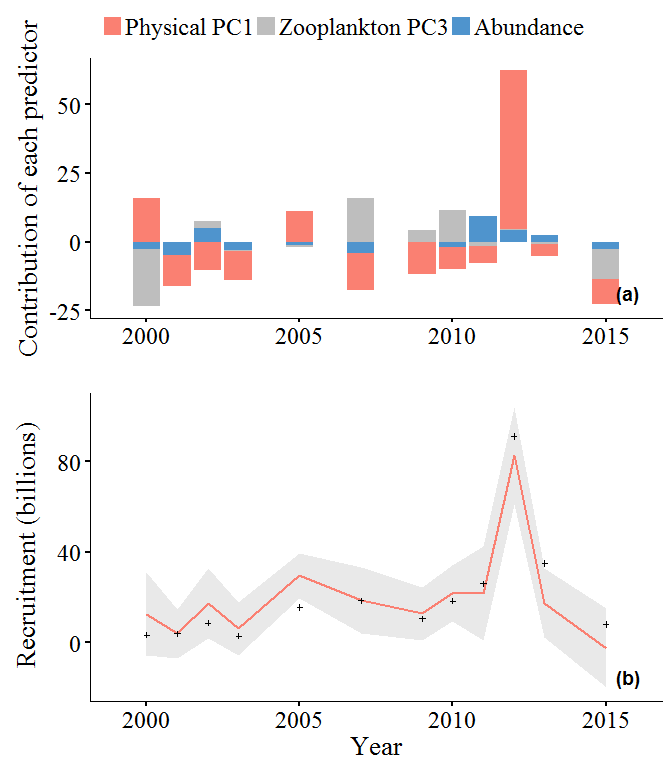 Physical PC1 Zooplankton PC3 Abundance
Contribution of each predictor
50
25
0
-25
(a)
2000 2005 2010 2015
Recruitment (billions)
80
40
0
(b)
2000 2005 2010 2015
Year